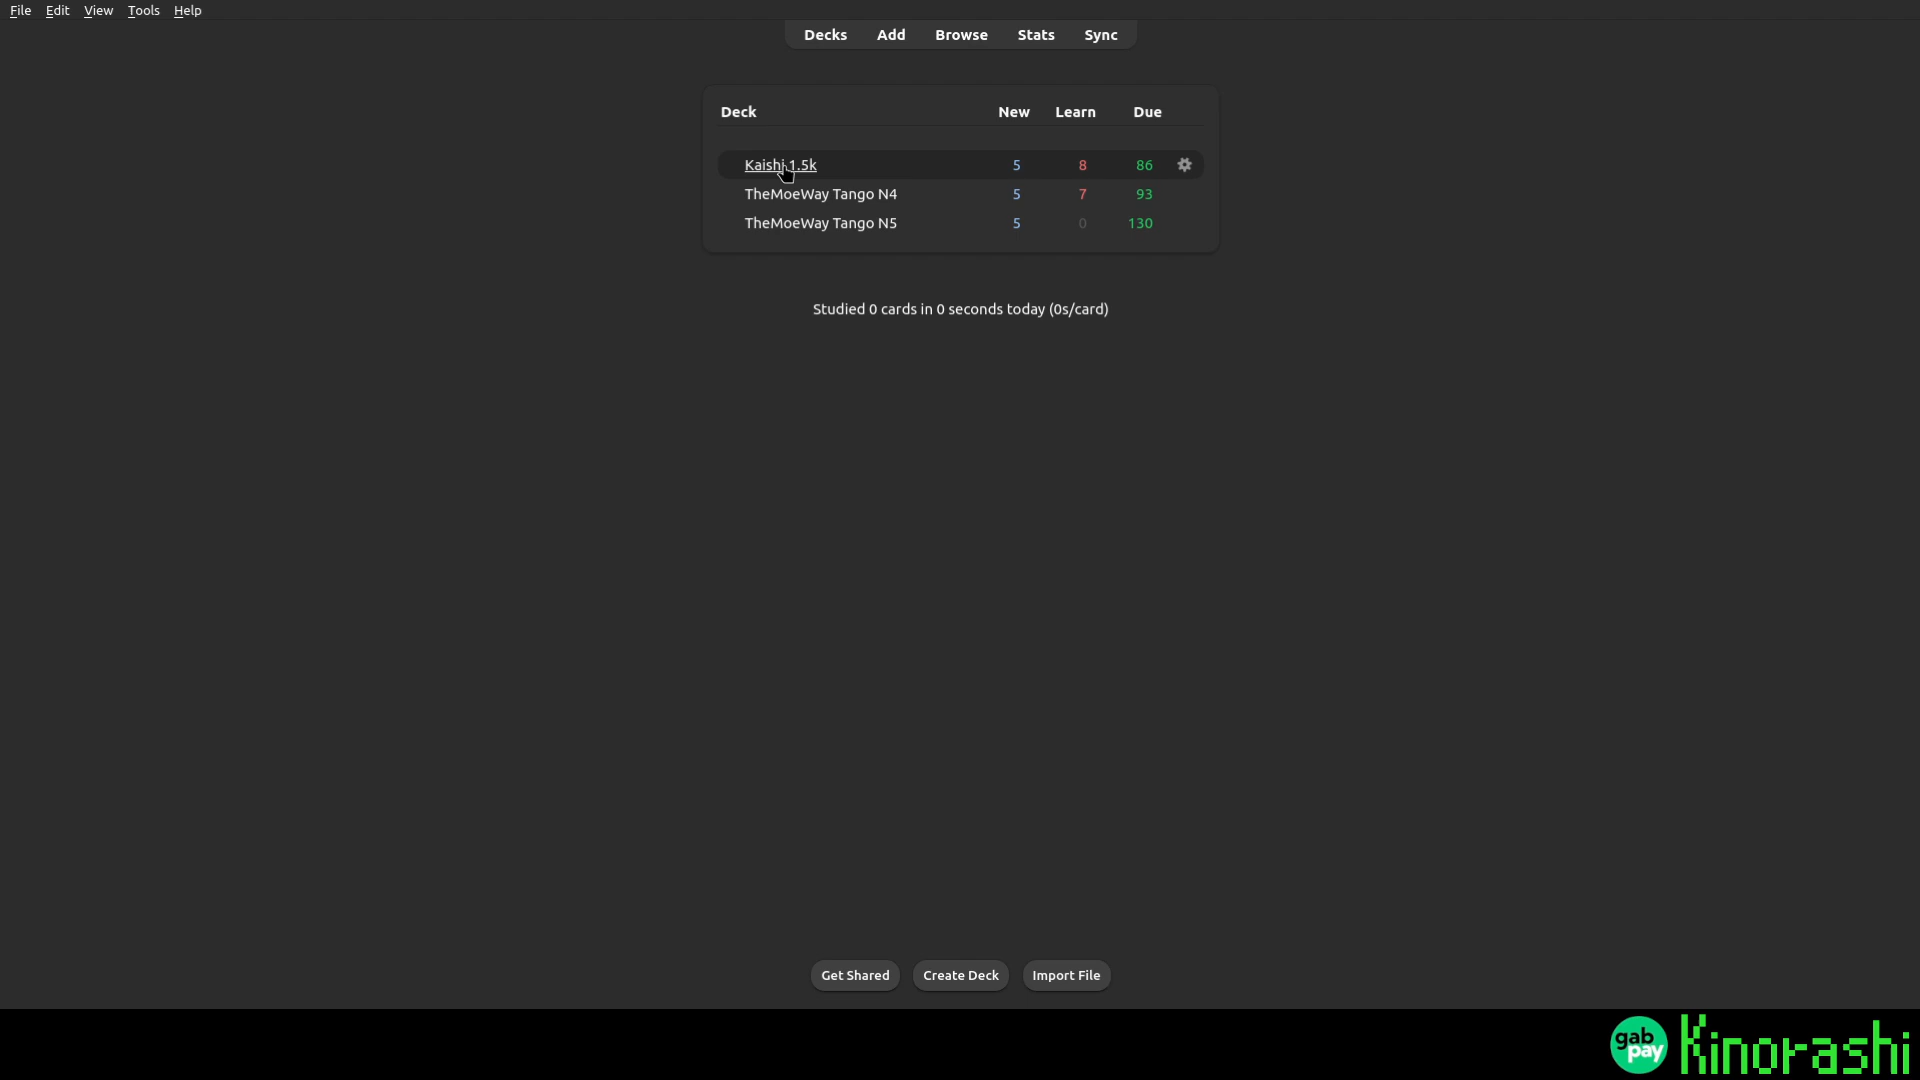 File Edit View Tools Help
Decks Add Browse Stats Sync
Deck New Learn Due
Kaishi 1.5k 5 8 86
TheMoeWay Tango N4 5 7 93
TheMoeWay Tango N5 5 0 130
Studied 0 cards in 0 seconds today (0s/card)
Get Shared Create Deck Import File
gab
pay
Kinorashi